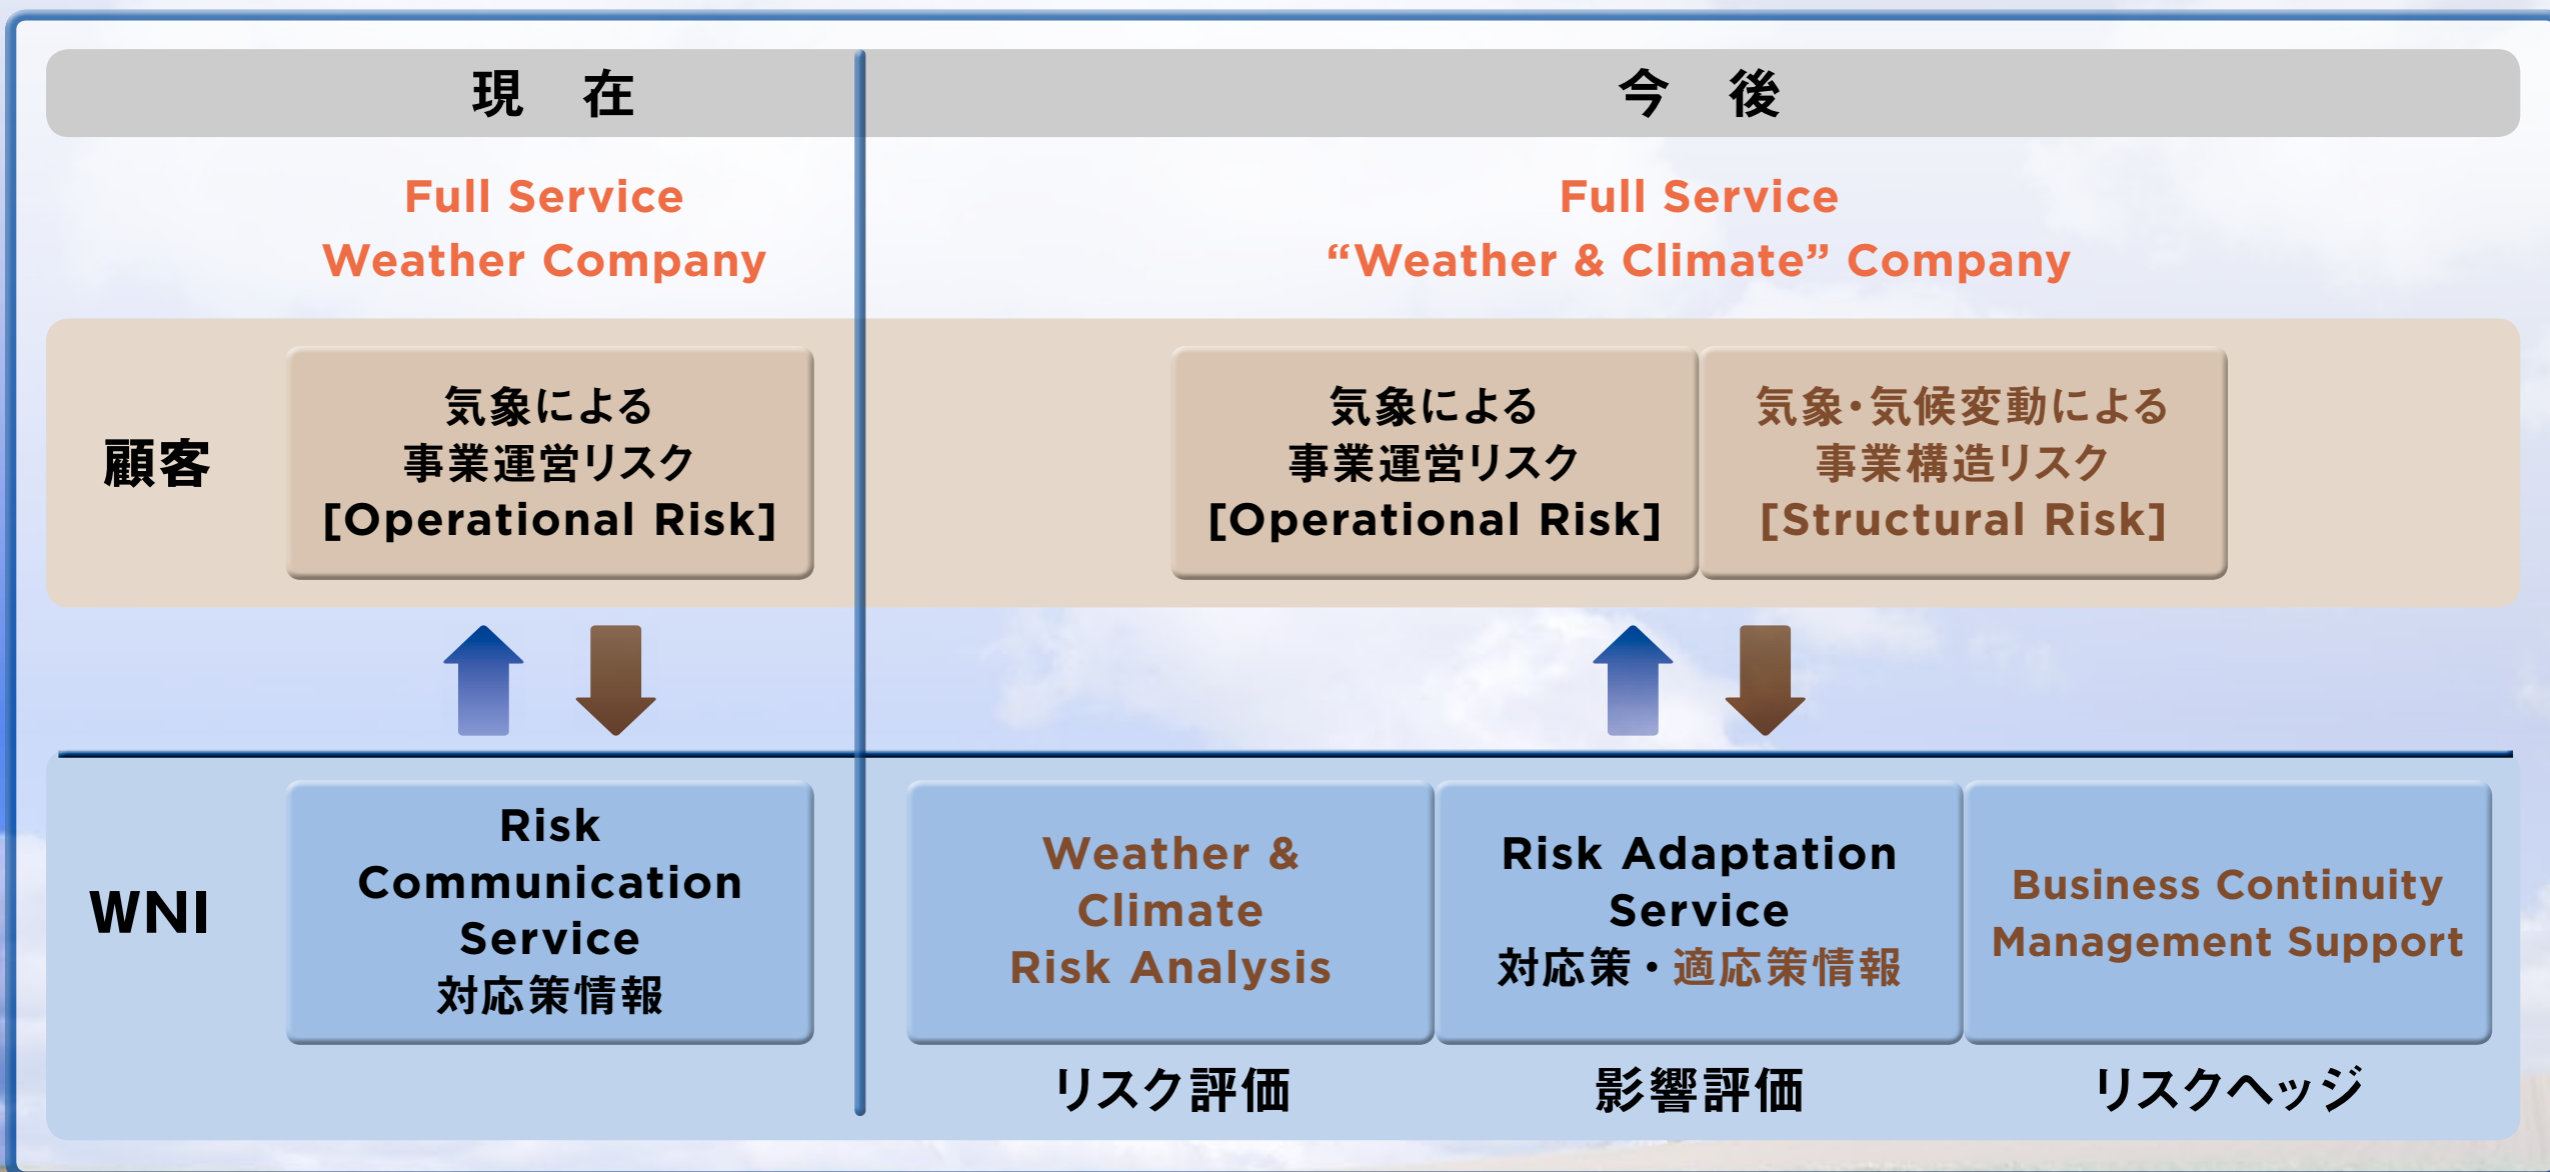 現 在
今 後
Full Service
Weather Company
Full Service
“Weather & Climate” Company
顧客
気象による
事業運営リスク
[Operational Risk]
気象による
事業運営リスク
[Operational Risk]
気象・気候変動による
事業構造リスク
[Structural Risk]
WNI
Risk
Communication
Service
対応策情報
Weather &
Climate
Risk Analysis
Risk Adaptation
Service
対応策・適応策情報
Business Continuity
Management Support
リスク評価
影響評価
リスクヘッジ